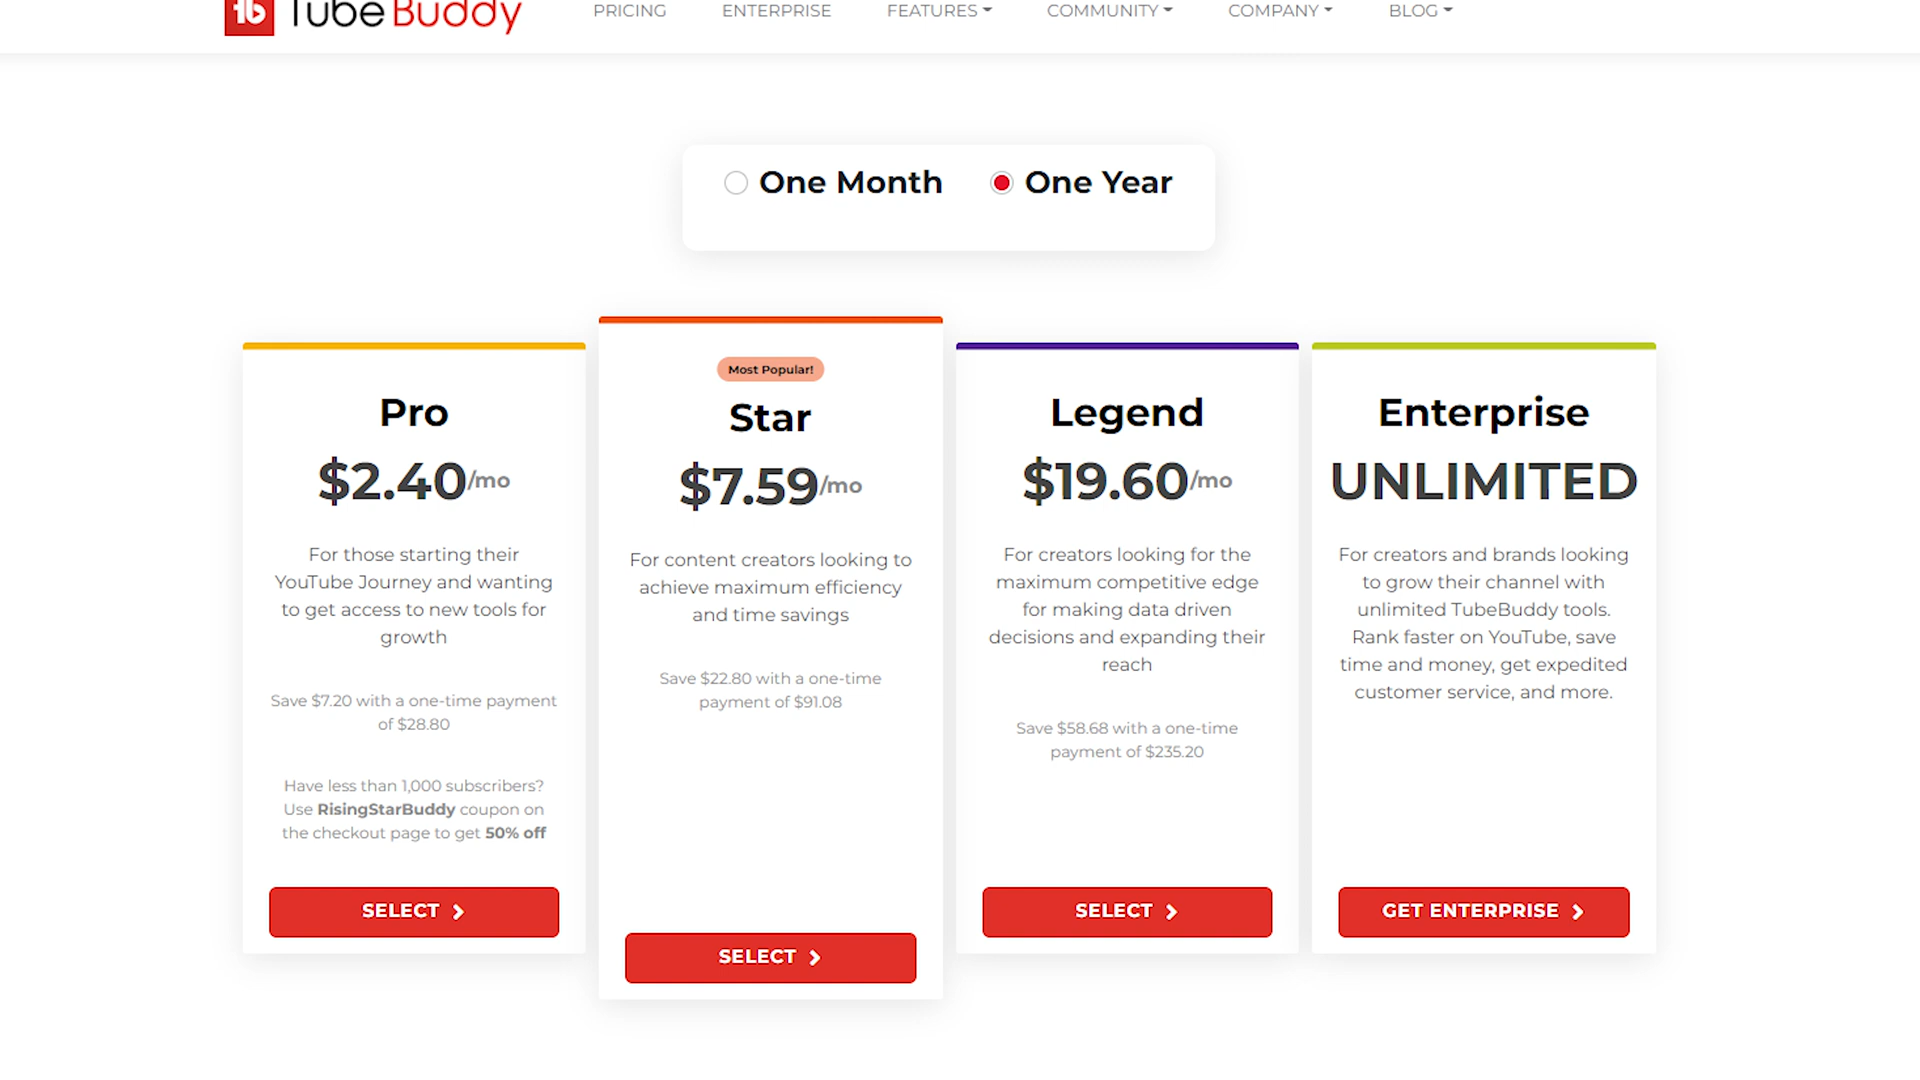 TubeBuddy
PRICING
ENTERPRISE
FEATURES
COMMUNITY
COMPANY
BLOG
One Month
One Year
Pro
$2.40/mo
For those starting their
YouTube Journey and wanting
to get access to new tools for
growth
Save $7.20 with a one-time payment
of $28.80
Have less than 1,000 subscribers?
Use RisingStarBuddy coupon on
the checkout page to get 50% off
SELECT
Most Popular!
Star
$7.59/mo
For content creators looking to
achieve maximum efficiency
and time savings
Save $22.80 with a one-time
payment of $91.08
SELECT
Legend
$19.60/mo
For creators looking for the
maximum competitive edge
for making data driven
decisions and expanding their
reach
Save $58.68 with a one-time
payment of $235.20
SELECT
Enterprise
UNLIMITED
For creators and brands looking
to grow their channel with
unlimited TubeBuddy tools.
Rank faster on YouTube, save
time and money, get expedited
customer service, and more.
GET ENTERPRISE